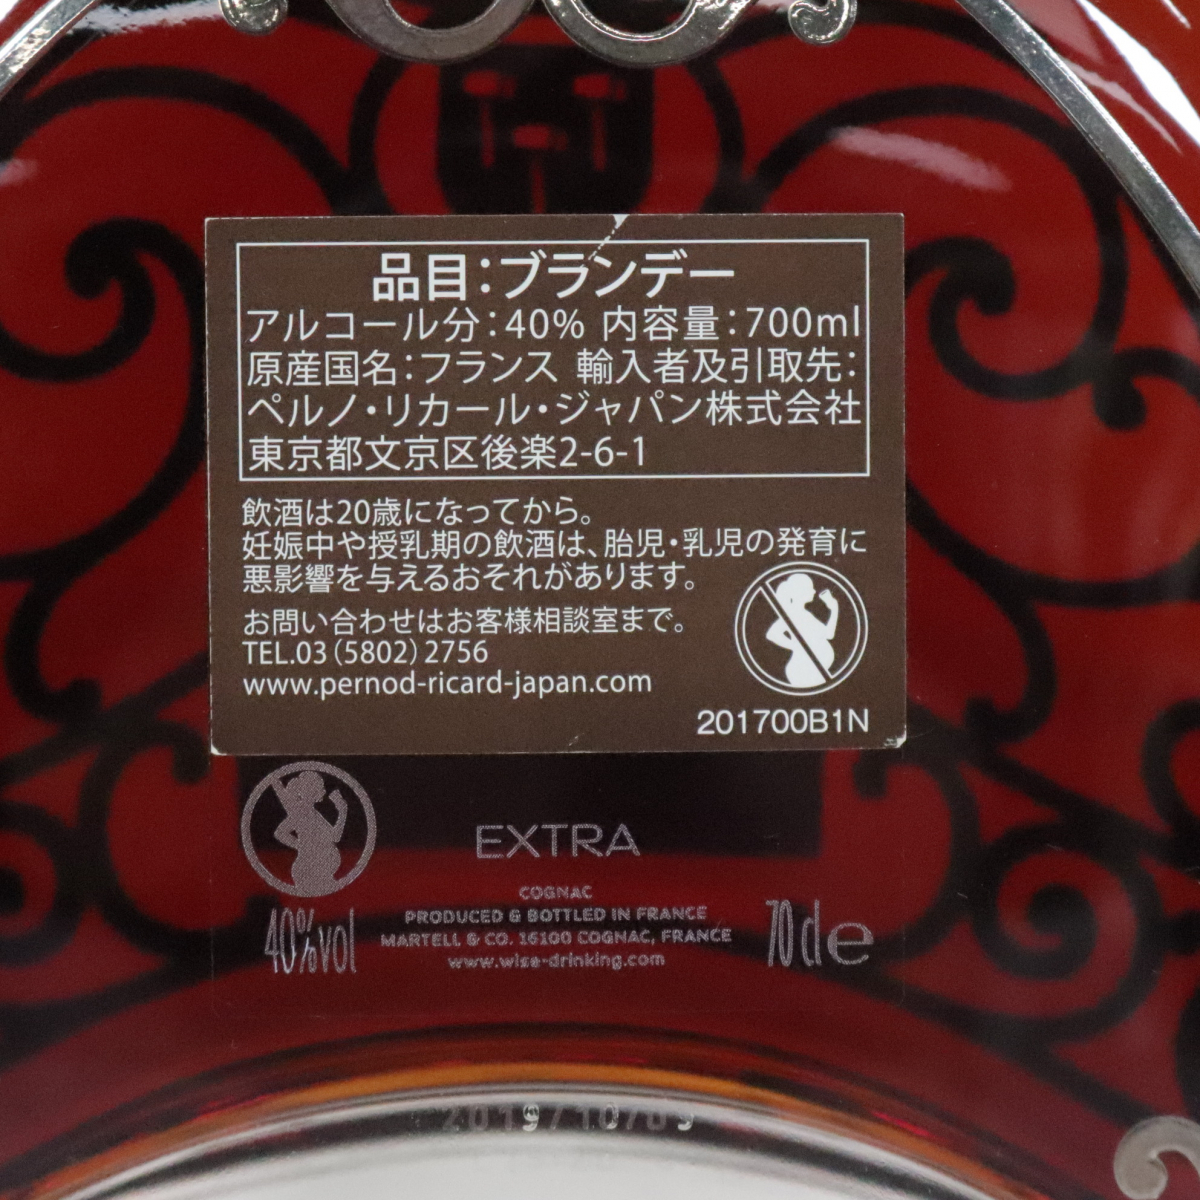 品目:ブランデー
アルコール分:40% 内容量:700ml
原産国名:フランス 輸入者及引取先:
ペルノ・リカール・ジャパン株式会社
東京都文京区後楽2-6-1
飲酒は20歳になってから。
妊娠中や授乳期の飲酒は、胎児・乳児の発育に
悪影響を与えるおそれがあります。
お問い合わせはお客様相談室まで。
TEL.03(5802)2756
www.pernod-ricard-japan.com
201700B1N
EXTRA
COGNAC
PRODUCED & BOTTLED IN FRANCE
MARTELL & CO. 16100 COGNAC, FRANCE
www.wise-drinking.com
40%vol
70cle
2019/10/09